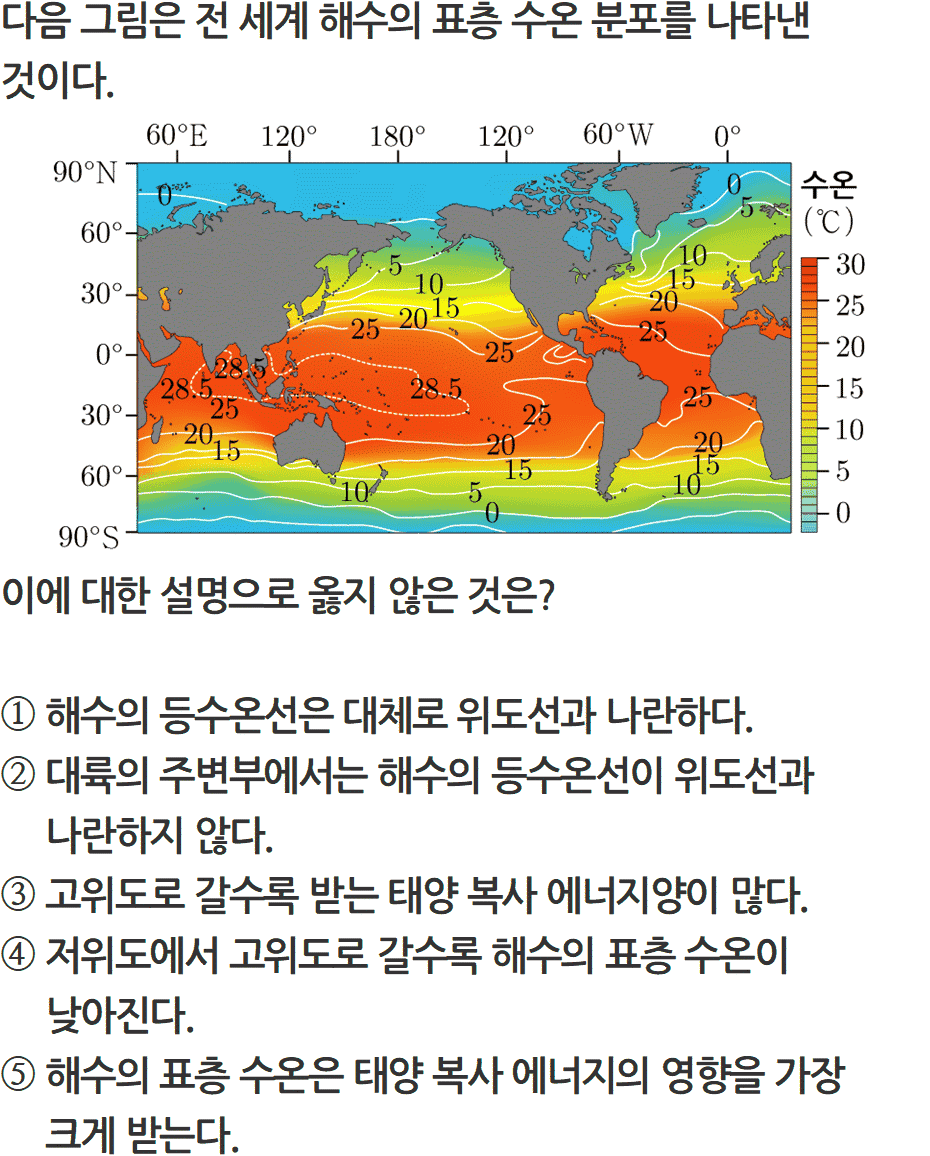 다음 그림은 전 세계 해수의 표층 수온 분포를 나타낸
것이다.
60°E 120° 180° 120° 60°W 0°
90°N
60°
30°
0°
30°
60°
90°S
0
0
5
5
10
10
15
15
20
20
25
25
25
28.5
28.5
28.5
25
25
25
20
20
20
15
15
15
10
10
5
0
수온
(℃)
30
25
20
15
10
5
0
이에 대한 설명으로 옳지 않은 것은?
① 해수의 등수온선은 대체로 위도선과 나란하다.
② 대륙의 주변부에서는 해수의 등수온선이 위도선과
나란하지 않다.
③ 고위도로 갈수록 받는 태양 복사 에너지양이 많다.
④ 저위도에서 고위도로 갈수록 해수의 표층 수온이
낮아진다.
⑤ 해수의 표층 수온은 태양 복사 에너지의 영향을 가장
크게 받는다.